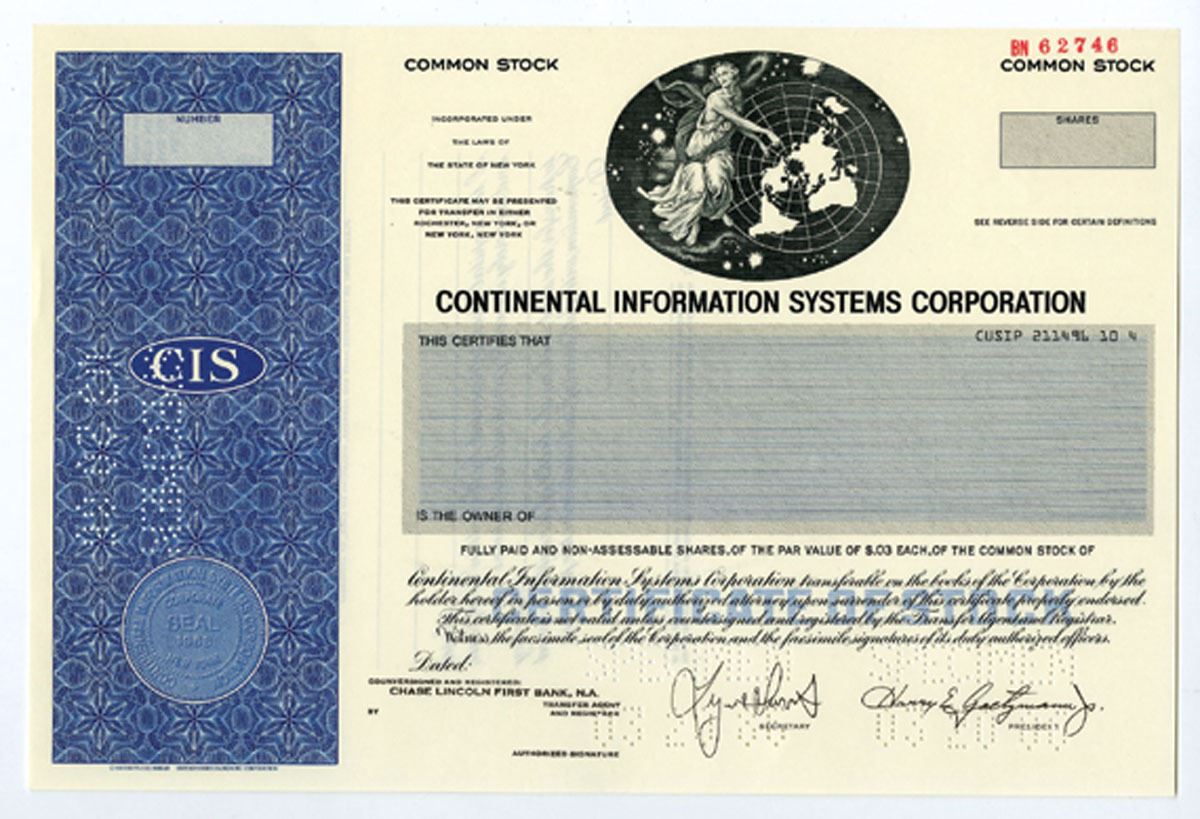 BN 62746
COMMON STOCK
COMMON STOCK
NUMBER
SHARES
INCORPORATED UNDER
THE LAWS OF
THE STATE OF NEW YORK
THIS CERTIFICATE MAY BE PRESENTED
FOR TRANSFER IN EITHER
ROCHESTER, NEW YORK, OR
NEW YORK, NEW YORK
SEE REVERSE SIDE FOR CERTAIN DEFINITIONS
CONTINENTAL INFORMATION SYSTEMS CORPORATION
THIS CERTIFIES THAT
CUSIP 211496 10 4
CIS
IS THE OWNER OF
FULLY PAID AND NON-ASSESSABLE SHARES, OF THE PAR VALUE OF $.03 EACH, OF THE COMMON STOCK OF
Continental Information Systems Corporation transferable on the books of the Corporation by the
holder hereof in person or by duly authorized attorney upon surrender of this certificate properly endorsed.
This certificate is not valid unless countersigned and registered by the Transfer Agent and Registrar.
Witness the facsimile seal of the Corporation and the facsimile signatures of its duly authorized officers.
Dated:
COUNTERSIGNED AND REGISTERED:
CHASE LINCOLN FIRST BANK, N.A.
TRANSFER AGENT
AND REGISTRAR
BY
AUTHORIZED SIGNATURE
SECRETARY
Harry E. Goetzmann Jr.
PRESIDENT
CORPORATE
SEAL